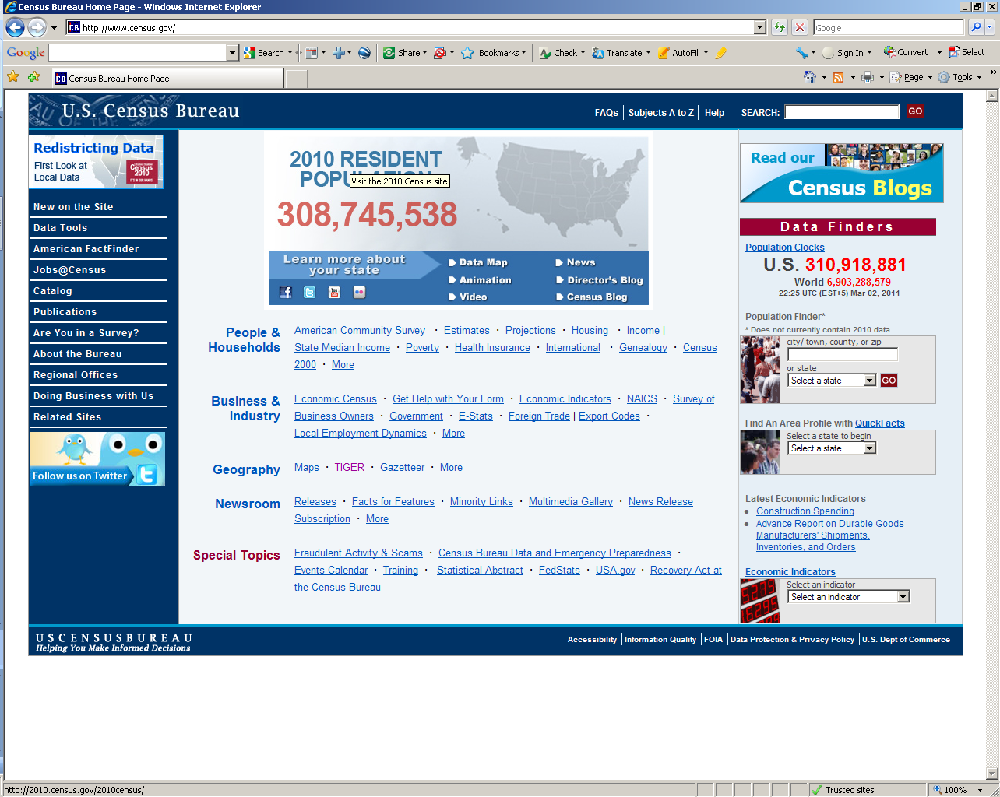 Census Bureau Home Page - Windows Internet Explorer
CB http://www.census.gov/
Google
Google Search Share Bookmarks Check Translate AutoFill Sign In Convert Select
CB Census Bureau Home Page
Page Tools
U.S. Census Bureau
FAQs Subjects A to Z Help SEARCH: GO
Redistricting Data
First Look at
Local Data
United States
Census
2010
IT'S IN OUR HANDS
New on the Site
Data Tools
American FactFinder
Jobs@Census
Catalog
Publications
Are You in a Survey?
About the Bureau
Regional Offices
Doing Business with Us
Related Sites
Follow us on Twitter
2010 RESIDENT
Visit the 2010 Census site
308,745,538
Learn more about
your state
Data Map
Animation
Video
News
Director's Blog
Census Blog
People &
Households
American Community Survey · Estimates · Projections · Housing · Income |
State Median Income · Poverty · Health Insurance · International · Genealogy · Census
2000 · More
Business &
Industry
Economic Census · Get Help with Your Form · Economic Indicators · NAICS · Survey of
Business Owners · Government · E-Stats · Foreign Trade | Export Codes ·
Local Employment Dynamics · More
Geography
Maps · TIGER · Gazetteer · More
Newsroom
Releases · Facts for Features · Minority Links · Multimedia Gallery · News Release
Subscription · More
Special Topics
Fraudulent Activity & Scams · Census Bureau Data and Emergency Preparedness ·
Events Calendar · Training · Statistical Abstract · FedStats · USA.gov · Recovery Act at
the Census Bureau
Read our
Census Blogs
Data Finders
Population Clocks
U.S. 310,918,881
World 6,903,288,579
22:25 UTC (EST+5) Mar 02, 2011
Population Finder*
* Does not currently contain 2010 data
city/ town, county, or zip
or state
Select a state GO
Find An Area Profile with QuickFacts
Select a state to begin
Select a state
Latest Economic Indicators
Construction Spending
Advance Report on Durable Goods
Manufacturers' Shipments,
Inventories, and Orders
Economic Indicators
Select an indicator
Select an indicator
USCENSUSBUREAU
Helping You Make Informed Decisions
Accessibility Information Quality FOIA Data Protection & Privacy Policy U.S. Dept of Commerce
http://2010.census.gov/2010census/
Trusted sites 100%